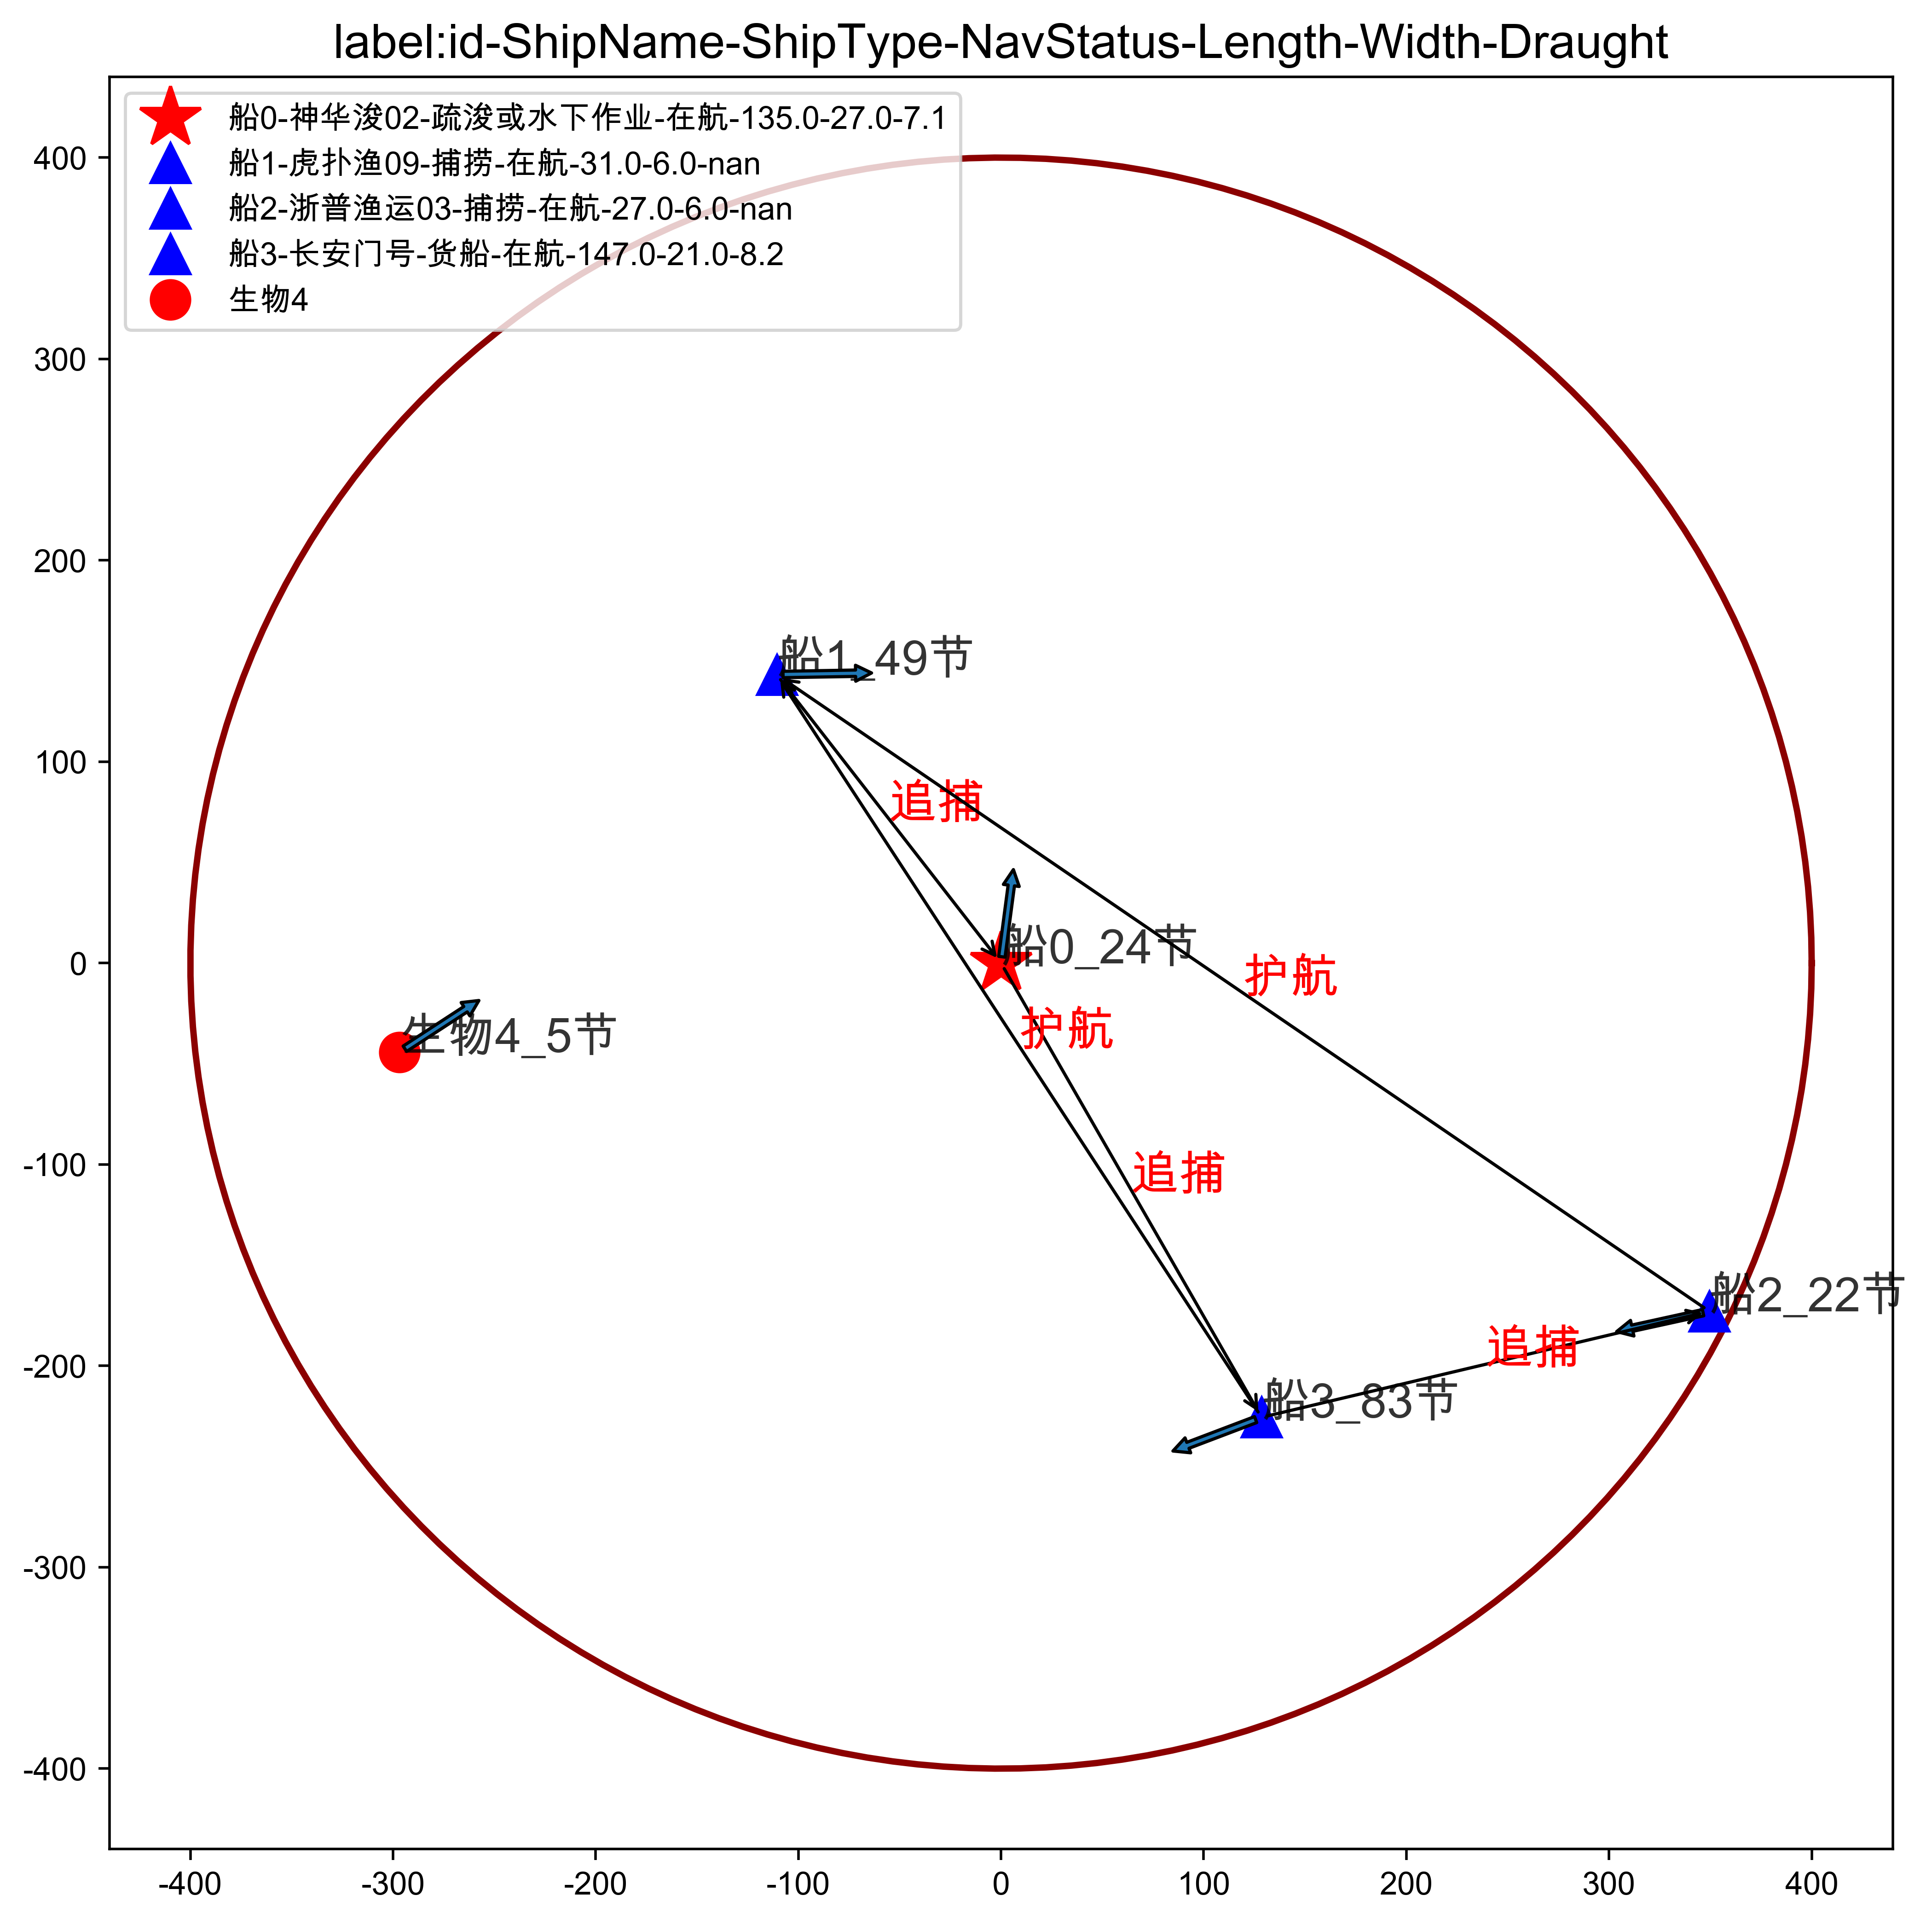 label:id-ShipName-ShipType-NavStatus-Length-Width-Draught
船0-神华浚02-疏浚或水下作业-在航-135.0-27.0-7.1
船1-虎扑渔09-捕捞-在航-31.0-6.0-nan
船2-浙普渔运03-捕捞-在航-27.0-6.0-nan
船3-长安门号-货船-在航-147.0-21.0-8.2
生物4
400
300
200
100
0
-100
-200
-300
-400
船1_49节
追捕
船0_24节
护航
护航
生物4_5节
追捕
船2_22节
追捕
船3_83节
-400 -300 -200 -100 0 100 200 300 400